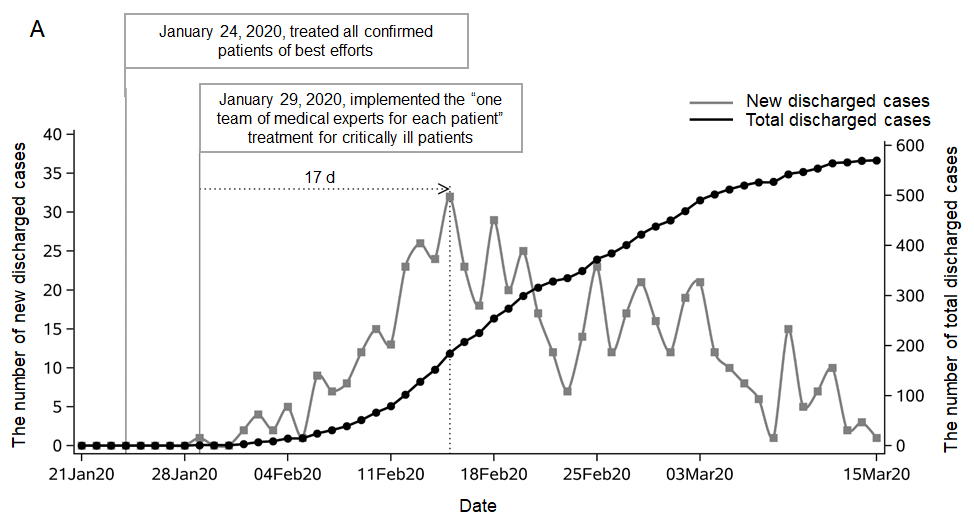 A
January 24, 2020, treated all confirmed
patients of best efforts
January 29, 2020, implemented the “one
team of medical experts for each patient”
treatment for critically ill patients
New discharged cases
Total discharged cases
17 d
The number of new discharged cases
40
35
30
25
20
15
10
5
0
600
500
400
300
200
100
0
The number of total discharged cases
21Jan20 28Jan20 04Feb20 11Feb20 18Feb20 25Feb20 03Mar20 15Mar20
Date